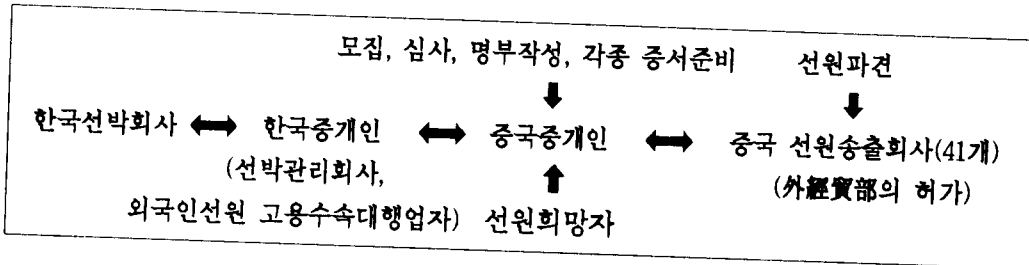 모집, 심사, 명부작성, 각종 증서준비 선원파견
한국선박회사 한국중개인 중국중개인 중국 선원송출회사(41개)
(선박관리회사, (外經貿部의 허가)
외국인선원 고용수속대행업자) 선원희망자